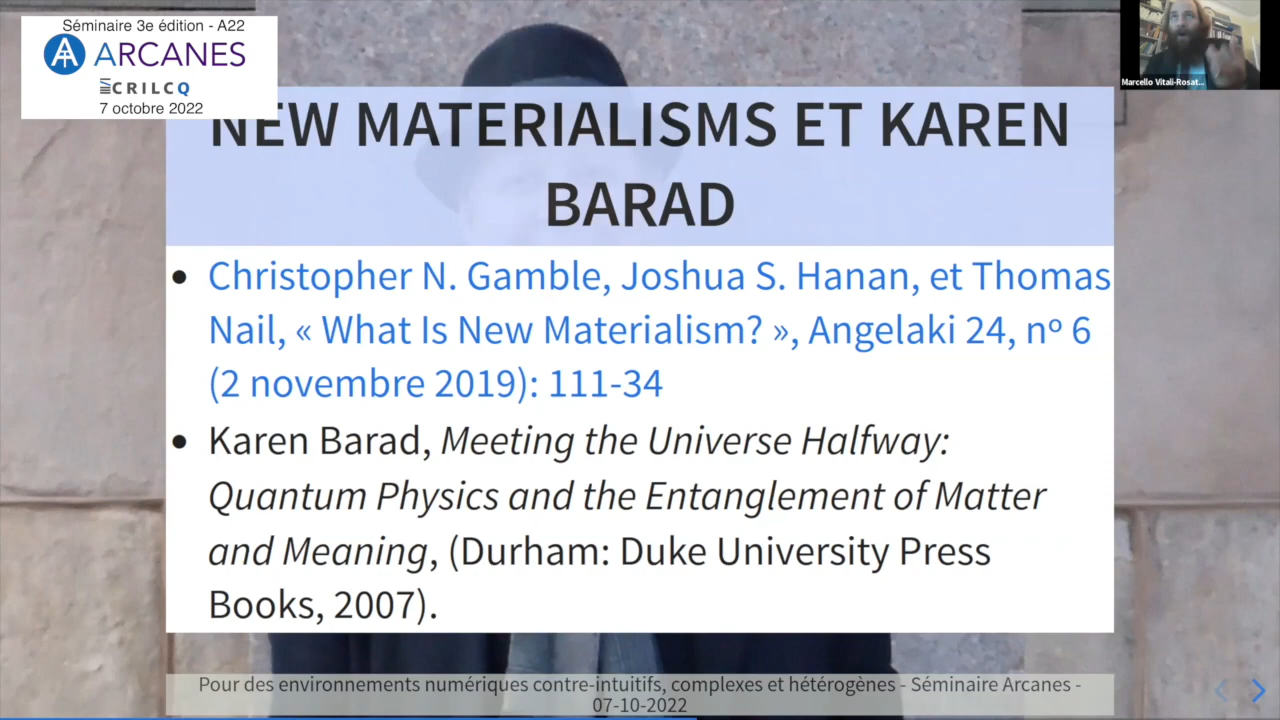 Séminaire 3e édition - A22
ARCANES
CRILCQ
7 octobre 2022
Marcello Vitali-Rosat...
NEW MATERIALISMS ET KAREN
BARAD
• Christopher N. Gamble, Joshua S. Hanan, et Thomas
Nail, « What Is New Materialism? », Angelaki 24, nº 6
(2 novembre 2019): 111-34
• Karen Barad, Meeting the Universe Halfway:
Quantum Physics and the Entanglement of Matter
and Meaning, (Durham: Duke University Press
Books, 2007).
Pour des environnements numériques contre-intuitifs, complexes et hétérogènes - Séminaire Arcanes -
07-10-2022